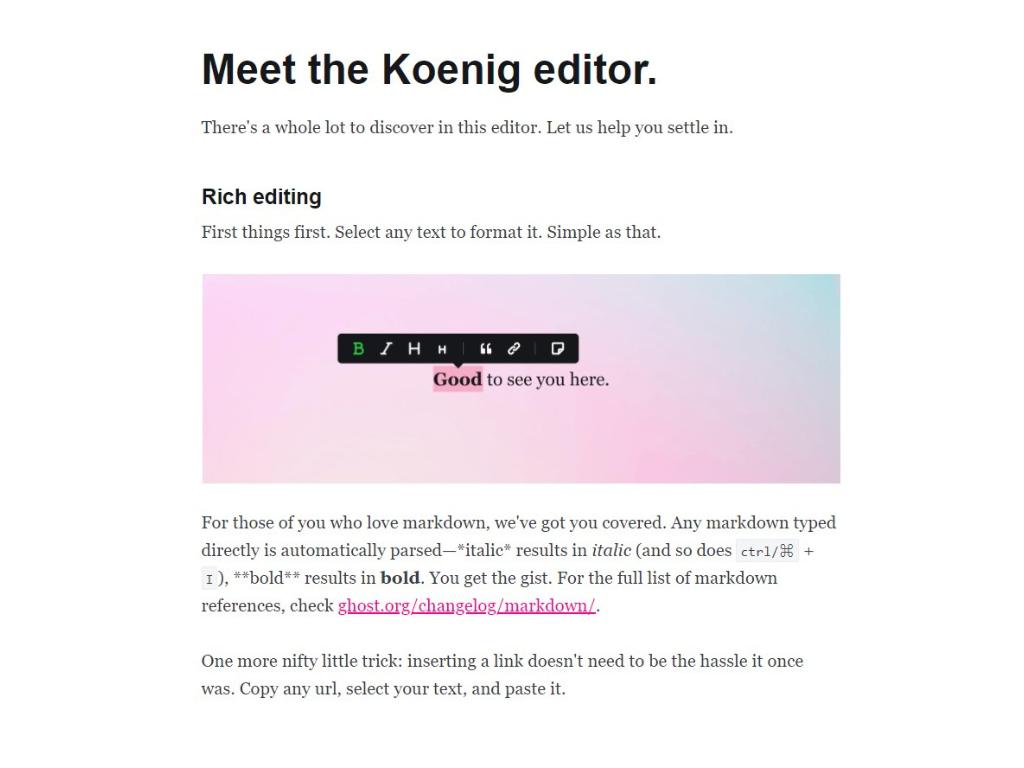 Meet the Koenig editor.
There's a whole lot to discover in this editor. Let us help you settle in.
Rich editing
First things first. Select any text to format it. Simple as that.
B I H H
Good to see you here.
For those of you who love markdown, we've got you covered. Any markdown typed
directly is automatically parsed—*italic* results in italic (and so does ctrl/⌘ +
I), **bold** results in bold. You get the gist. For the full list of markdown
references, check ghost.org/changelog/markdown/.
One more nifty little trick: inserting a link doesn't need to be the hassle it once
was. Copy any url, select your text, and paste it.